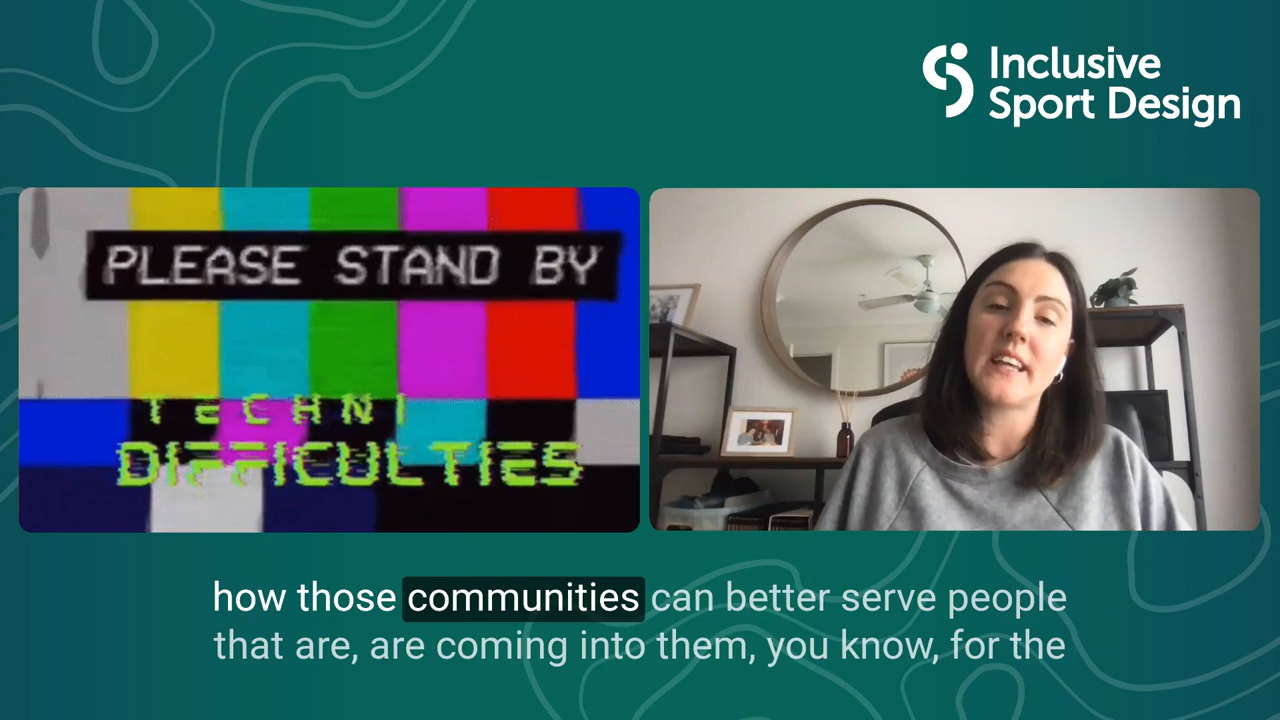 Inclusive
Sport Design
PLEASE STAND BY
TECHNI
DIFFICULTIES
how those communities can better serve people
that are, are coming into them, you know, for the